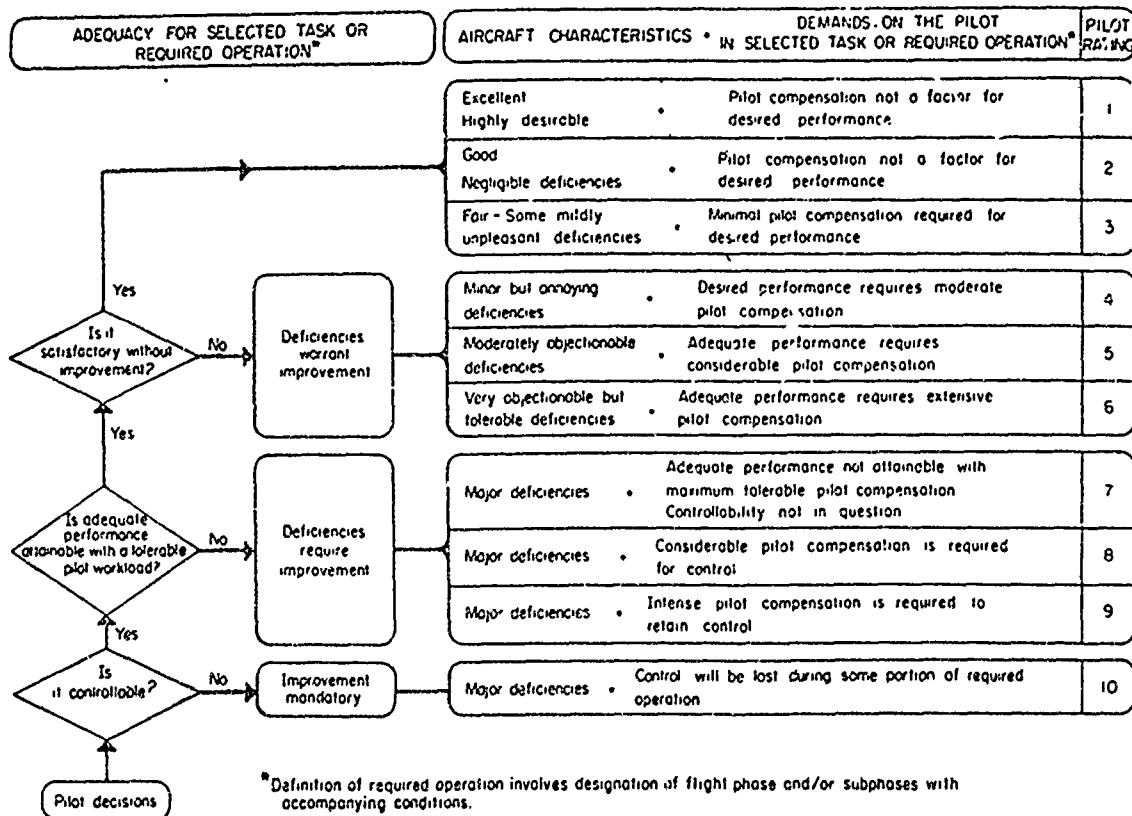 ADEQUACY FOR SELECTED TASK OR
REQUIRED OPERATION*
AIRCRAFT CHARACTERISTICS •
DEMANDS ON THE PILOT
IN SELECTED TASK OR REQUIRED OPERATION*
PILOT
RATING
Excellent
Highly desirable
•
Pilot compensation not a factor for
desired performance
1
Good
Negligible deficiencies
•
Pilot compensation not a factor for
desired performance
2
Fair - Some mildly
unpleasant deficiencies
•
Minimal pilot compensation required for
desired performance
3
Yes
Is it
satisfactory without
improvement?
No
Deficiencies
warrant
improvement
Minor but annoying
deficiencies
•
Desired performance requires moderate
pilot compensation
4
Moderately objectionable
deficiencies
•
Adequate performance requires
considerable pilot compensation
5
Very objectionable but
tolerable deficiencies
•
Adequate performance requires extensive
pilot compensation
6
Yes
Is adequate
performance
attainable with a tolerable
pilot workload?
No
Deficiencies
require
improvement
Major deficiencies •
Adequate performance not attainable with
maximum tolerable pilot compensation
Controllability not in question
7
Major deficiencies •
Considerable pilot compensation is required
for control
8
Major deficiencies •
Intense pilot compensation is required to
retain control
9
Yes
Is
it controllable?
No
Improvement
mandatory
Major deficiencies •
Control will be lost during some portion of required
operation
10
Pilot decisions
*Definition of required operation involves designation of flight phase and/or subphases with
accompanying conditions.